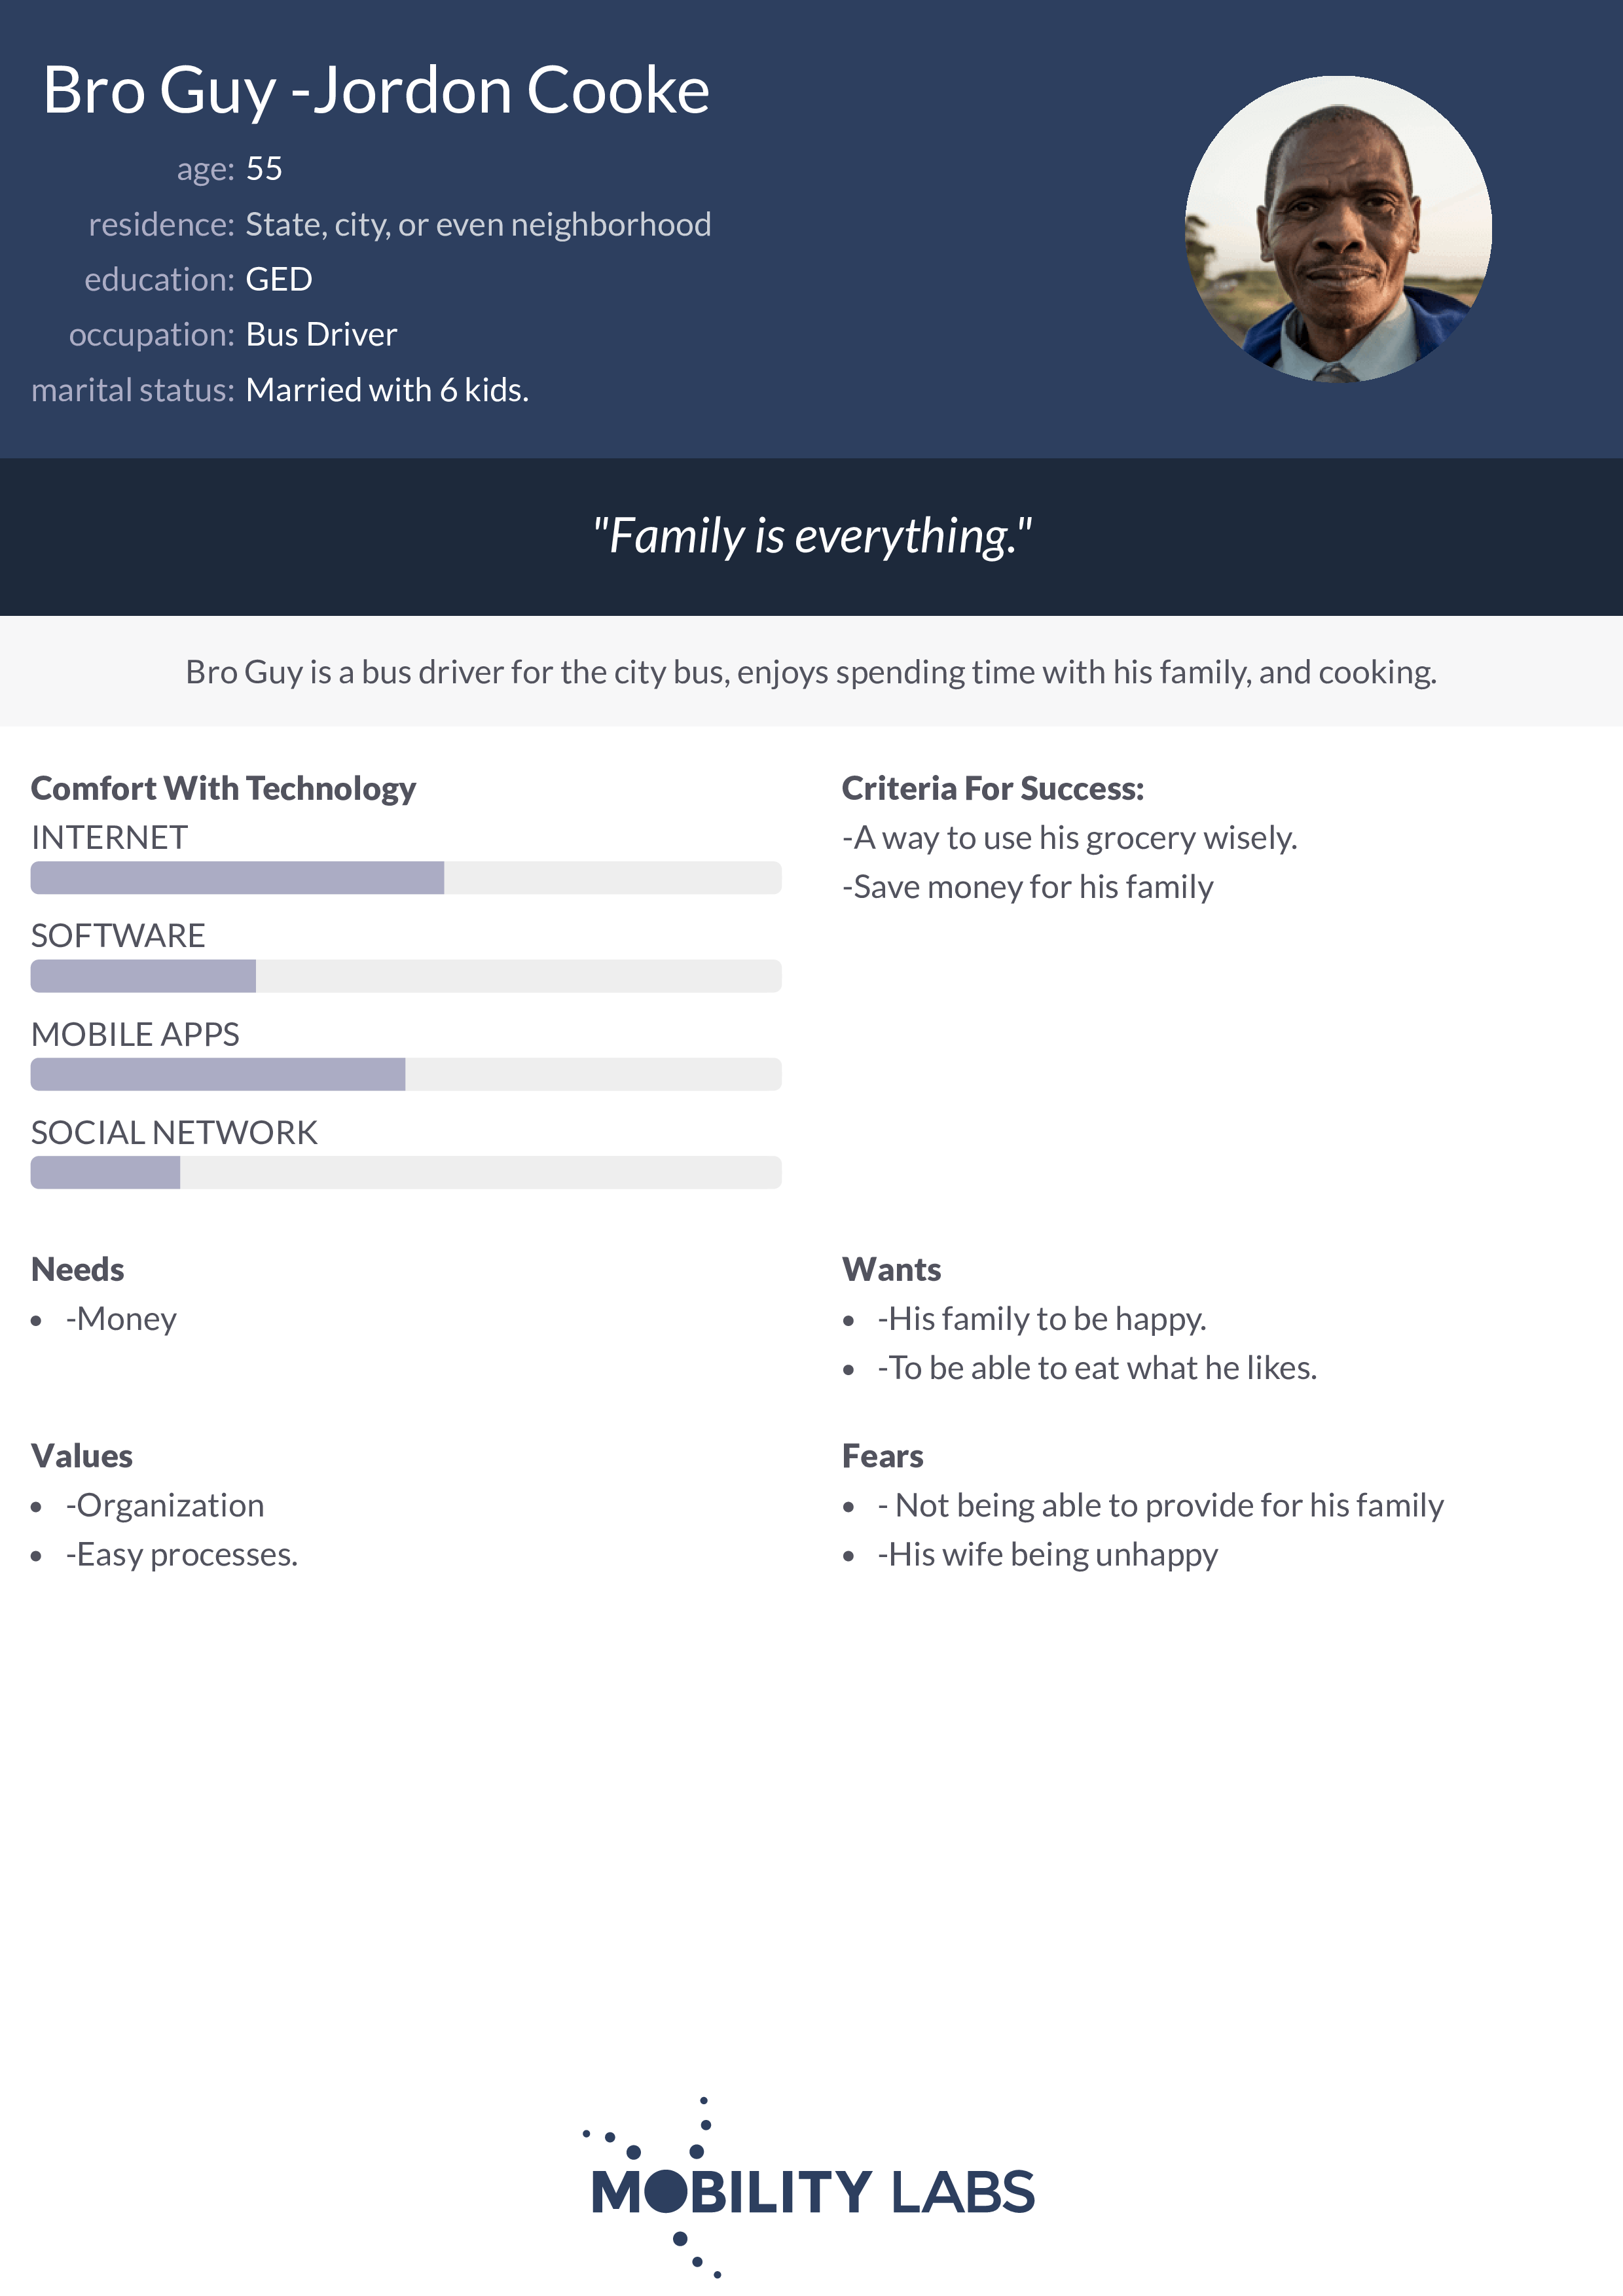 Bro Guy -Jordon Cooke
age: 55
residence: State, city, or even neighborhood
education: GED
occupation: Bus Driver
marital status: Married with 6 kids.
"Family is everything."
Bro Guy is a bus driver for the city bus, enjoys spending time with his family, and cooking.
Comfort With Technology
INTERNET
SOFTWARE
MOBILE APPS
SOCIAL NETWORK
Criteria For Success:
-A way to use his grocery wisely.
-Save money for his family
Needs
• -Money
Wants
• -His family to be happy.
• -To be able to eat what he likes.
Values
• -Organization
• -Easy processes.
Fears
• - Not being able to provide for his family
• -His wife being unhappy
MOBILITY LABS